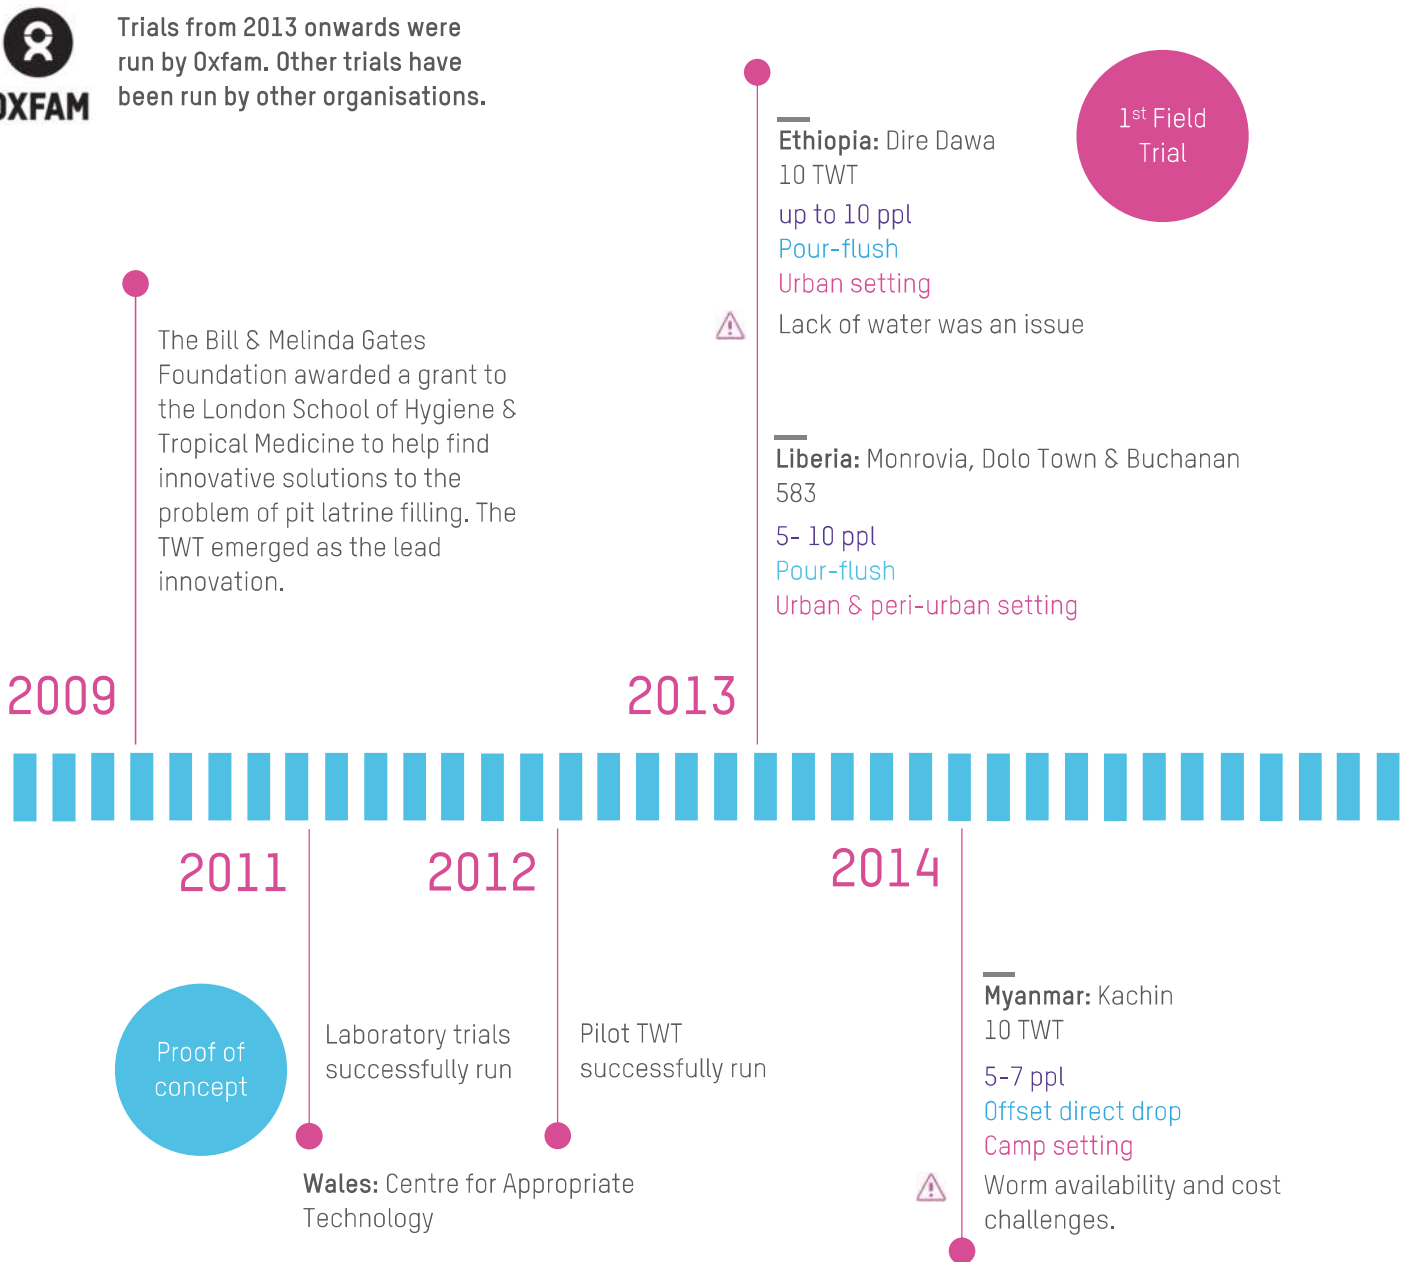 Trials from 2013 onwards were
run by Oxfam. Other trials have
been run by other organisations.
OXFAM
1st Field
Trial
Ethiopia: Dire Dawa
10 TWT
up to 10 ppl
Pour-flush
Urban setting
Lack of water was an issue
The Bill & Melinda Gates
Foundation awarded a grant to
the London School of Hygiene &
Tropical Medicine to help find
innovative solutions to the
problem of pit latrine filling. The
TWT emerged as the lead
innovation.
Liberia: Monrovia, Dolo Town & Buchanan
583
5- 10 ppl
Pour-flush
Urban & peri-urban setting
2009
2013
2011
2012
2014
Proof of
concept
Laboratory trials
successfully run
Pilot TWT
successfully run
Wales: Centre for Appropriate
Technology
Myanmar: Kachin
10 TWT
5-7 ppl
Offset direct drop
Camp setting
Worm availability and cost
challenges.